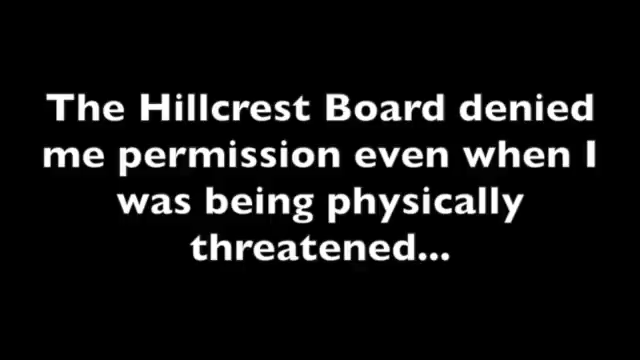 The Hillcrest Board denied
me permission even when I
was being physically
threatened...